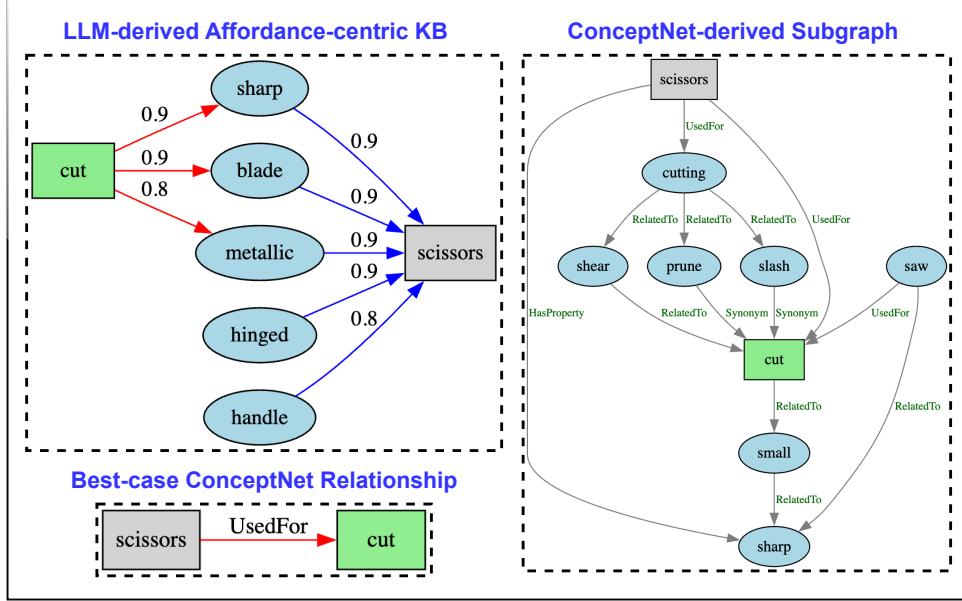 LLM-derived Affordance-centric KB
sharp
0.9
0.9
cut
0.9
blade
0.8
0.9
metallic
0.9
scissors
0.9
hinged
0.8
handle
Best-case ConceptNet Relationship
scissors
UsedFor
cut
ConceptNet-derived Subgraph
scissors
UsedFor
cutting
RelatedTo
RelatedTo
RelatedTo
UsedFor
shear
prune
slash
saw
HasProperty
RelatedTo
Synonym
Synonym
UsedFor
cut
RelatedTo
RelatedTo
small
RelatedTo
sharp